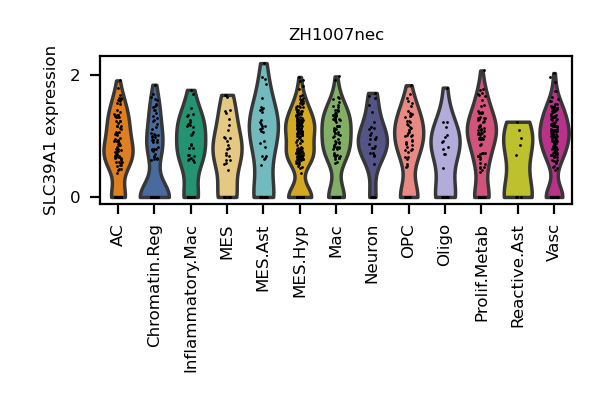 ZH1007nec
SLC39A1 expression
2
0
AC
Chromatin.Reg
Inflammatory.Mac
MES
MES.Ast
MES.Hyp
Mac
Neuron
OPC
Oligo
Prolif.Metab
Reactive.Ast
Vasc